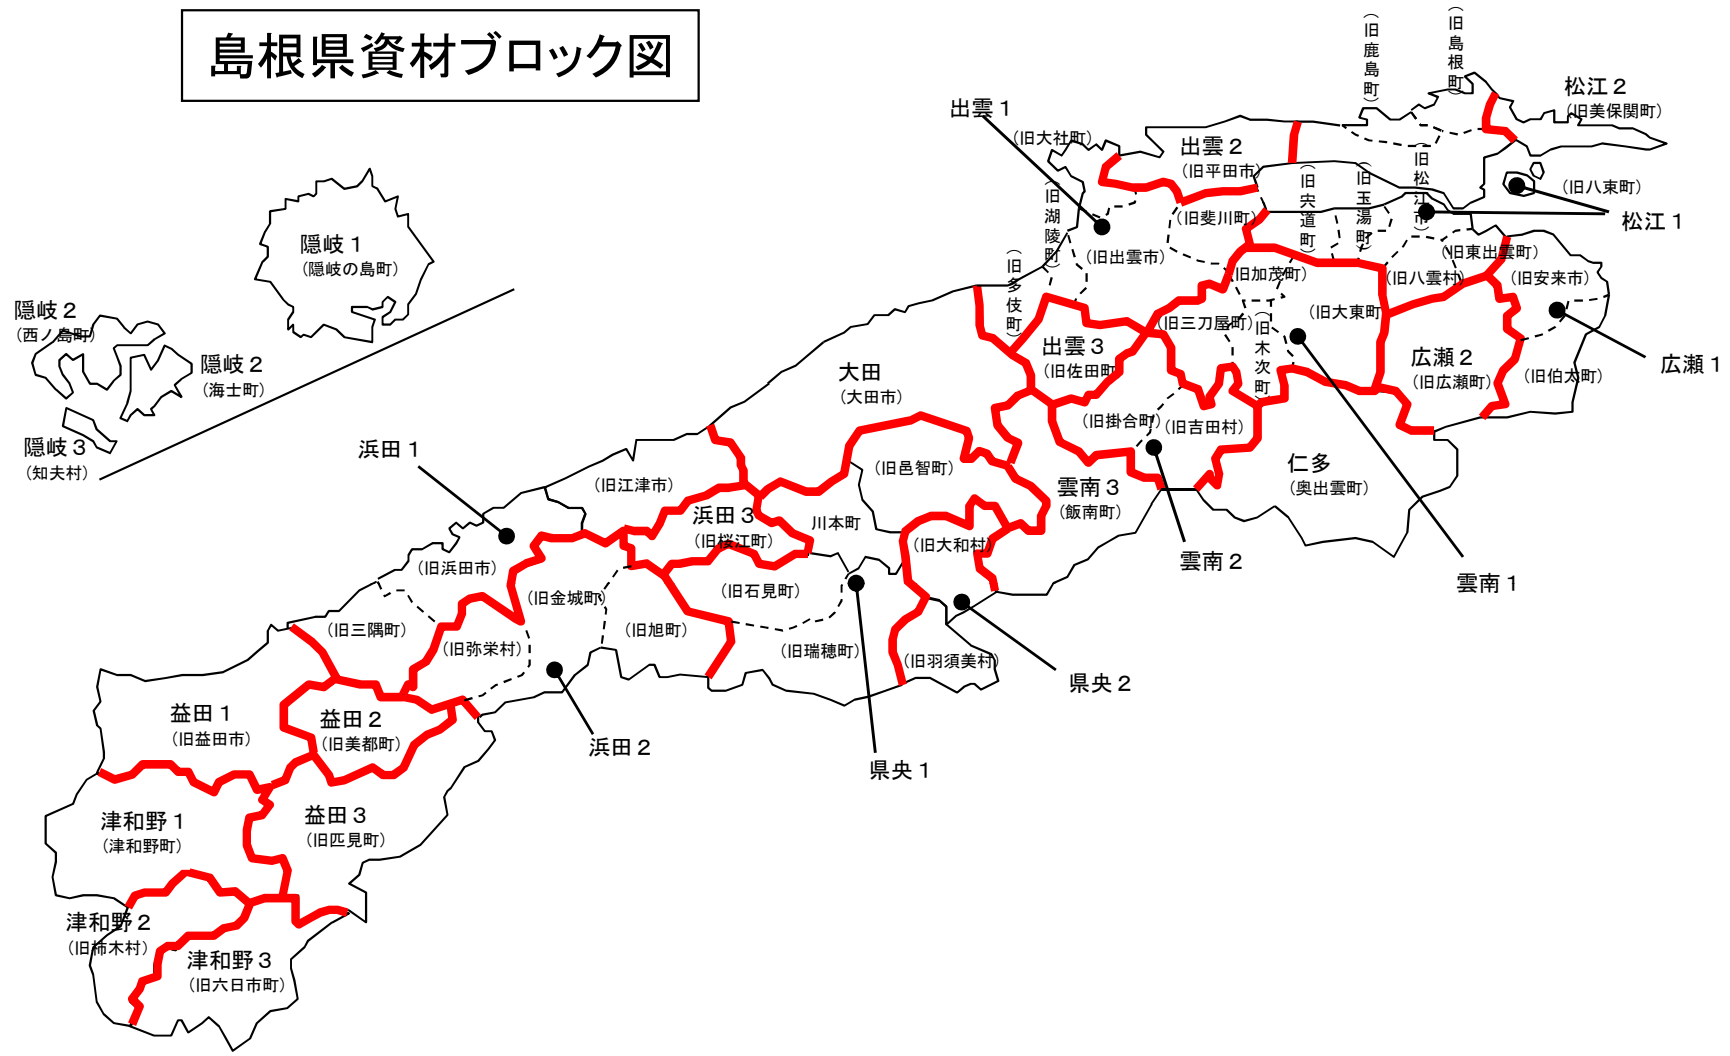 島根県資材ブロック図
隠岐１
（隠岐の島町）
隠岐２
（西ノ島町）
隠岐２
（海士町）
隠岐３
（知夫村）
（旧鹿島町）
（旧島根町）
松江２
（旧美保関町）
出雲１
（旧大社町）
出雲２
（旧平田市）
（旧松江市）
（旧八束町）
松江１
（旧湖陵町）
（旧斐川町）
（旧宍道町）
（旧玉湯町）
（旧東出雲町）
（旧多伎町）
（旧出雲市）
（旧加茂町）
（旧八雲村）
（旧安来市）
（旧三刀屋町）
（旧木次町）
（旧大東町）
出雲３
（旧佐田町）
広瀬２
（旧広瀬町）
広瀬１
（旧伯太町）
大田
（大田市）
（旧掛合町）
（旧吉田村）
浜田１
（旧江津市）
（旧邑智町）
雲南３
（飯南町）
仁多
（奥出雲町）
浜田３
（旧桜江町）
川本町
（旧大和村）
雲南２
雲南１
（旧浜田市）
（旧金城町）
（旧石見町）
（旧三隅町）
（旧弥栄村）
（旧旭町）
（旧瑞穂町）
（旧羽須美村）
県央２
益田１
（旧益田市）
益田２
（旧美都町）
浜田２
県央１
津和野１
（津和野町）
益田３
（旧匹見町）
津和野２
（旧柿木村）
津和野３
（旧六日市町）